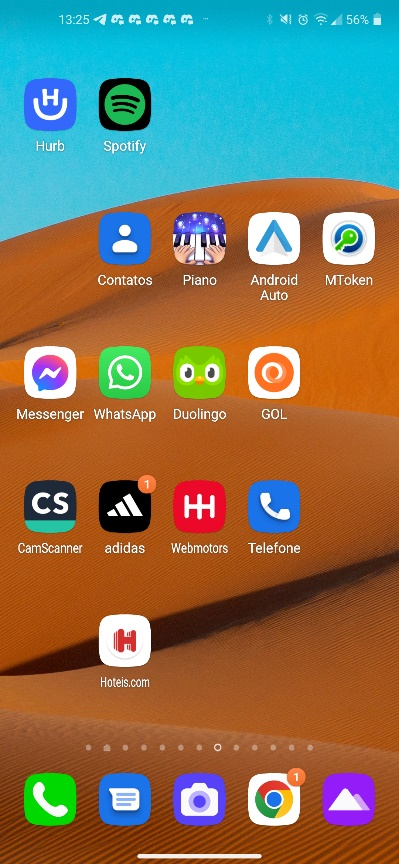 13:25
56%
Hurb
Spotify
Contatos
Piano
Android
Auto
MToken
Messenger
WhatsApp
Duolingo
GOL
CS
1
CamScanner
adidas
Webmotors
Telefone
H
Hoteis.com
1